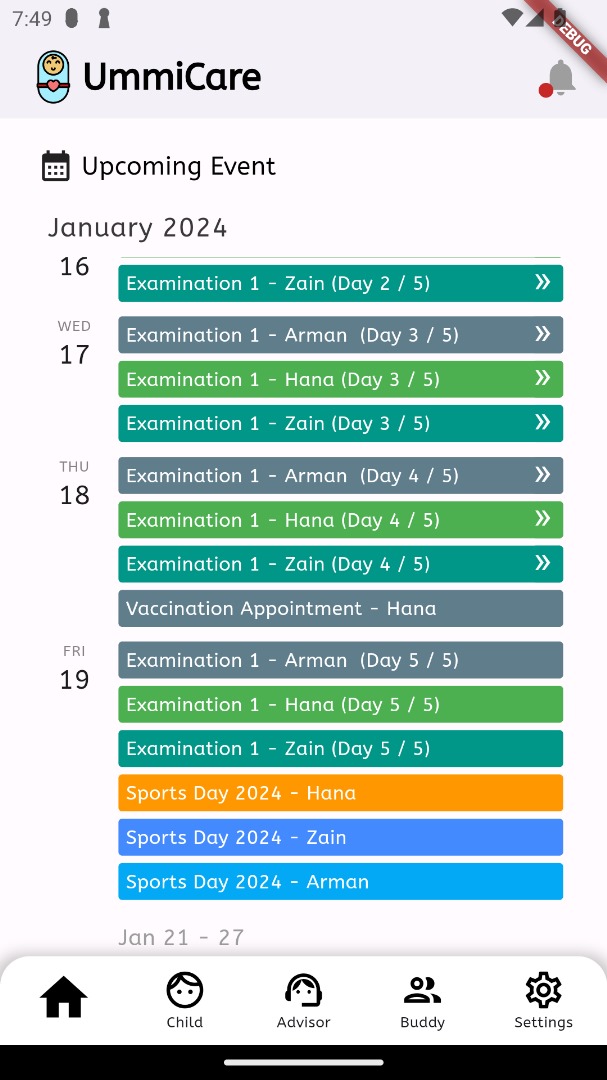 7:49
DEBUG
UmmiCare
Upcoming Event
January 2024
16
Examination 1 - Zain (Day 2 / 5)
WED
17
Examination 1 - Arman  (Day 3 / 5)
Examination 1 - Hana (Day 3 / 5)
Examination 1 - Zain (Day 3 / 5)
THU
18
Examination 1 - Arman  (Day 4 / 5)
Examination 1 - Hana (Day 4 / 5)
Examination 1 - Zain (Day 4 / 5)
Vaccination Appointment - Hana
FRI
19
Examination 1 - Arman  (Day 5 / 5)
Examination 1 - Hana (Day 5 / 5)
Examination 1 - Zain (Day 5 / 5)
Sports Day 2024 - Hana
Sports Day 2024 - Zain
Sports Day 2024 - Arman
Jan 21 - 27
Child
Advisor
Buddy
Settings